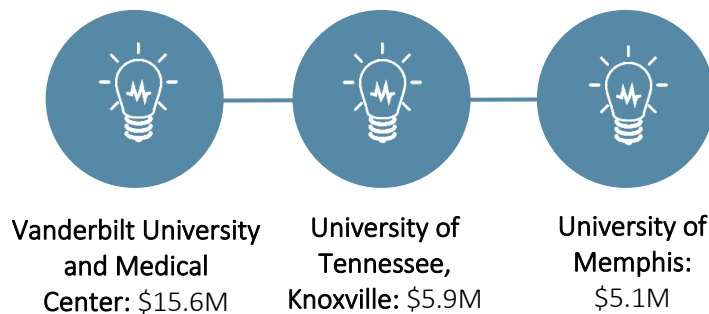 Vanderbilt University
and Medical
Center: $15.6M
University of
Tennessee,
Knoxville: $5.9M
University of
Memphis:
$5.1M